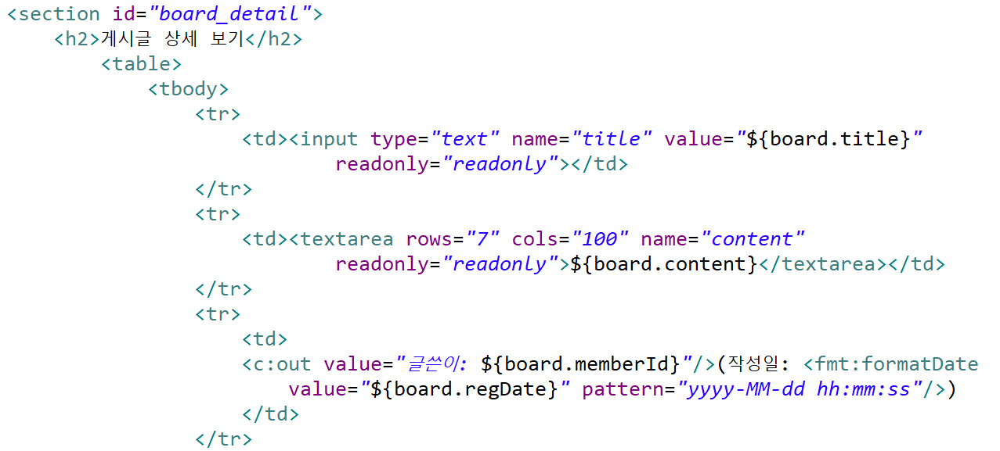 <section id="board_detail">
<h2>게시글 상세 보기</h2>
<table>
<tbody>
<tr>
<td><input type="text" name="title" value="${board.title}"
readonly="readonly"></td>
</tr>
<tr>
<td><textarea rows="7" cols="100" name="content"
readonly="readonly">${board.content}</textarea></td>
</tr>
<tr>
<td>
<c:out value="글쓴이: ${board.memberId}"/>(작성일: <fmt:formatDate
value="${board.regDate}" pattern="yyyy-MM-dd hh:mm:ss"/>)
</td>
</tr>